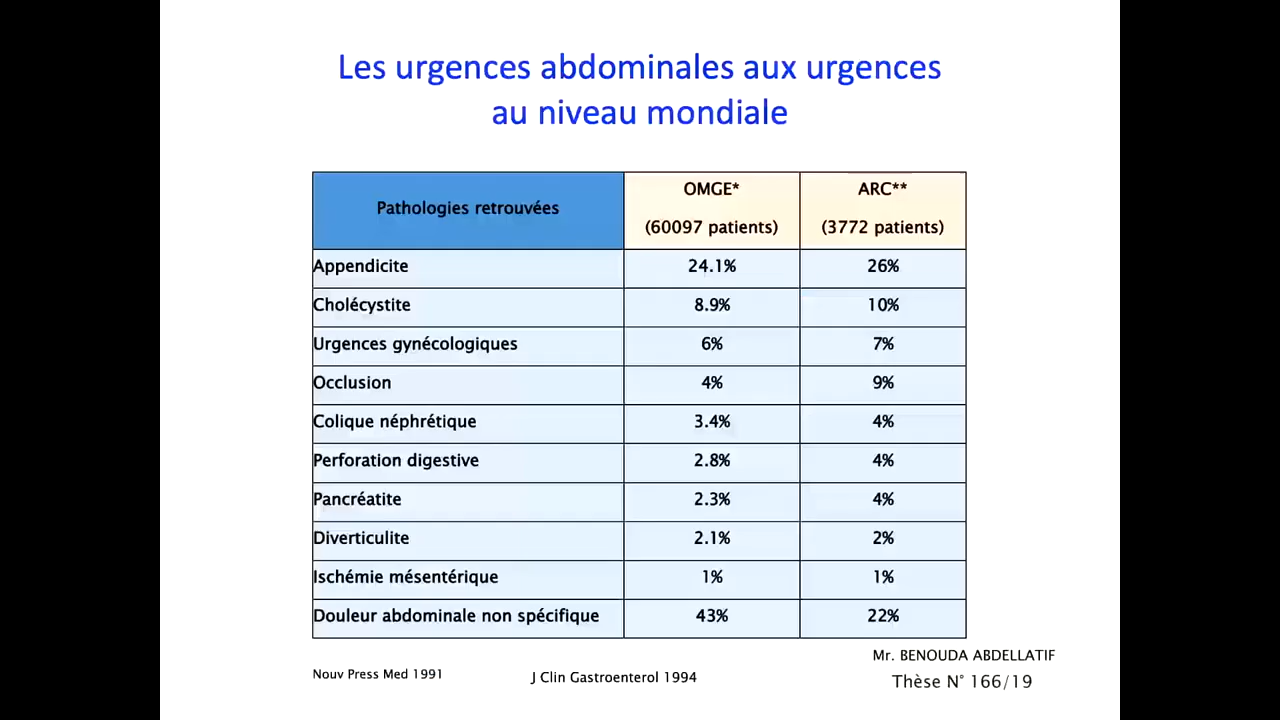 Les urgences abdominales aux urgences
au niveau mondiale
Pathologies retrouvées
OMGE*
(60097 patients)
ARC**
(3772 patients)
Appendicite 24.1% 26%
Cholécystite 8.9% 10%
Urgences gynécologiques 6% 7%
Occlusion 4% 9%
Colique néphrétique 3.4% 4%
Perforation digestive 2.8% 4%
Pancréatite 2.3% 4%
Diverticulite 2.1% 2%
Ischémie mésentérique 1% 1%
Douleur abdominale non spécifique 43% 22%
Nouv Press Med 1991
J Clin Gastroenterol 1994
Mr. BENOUDA ABDELLATIF
Thèse N° 166/19